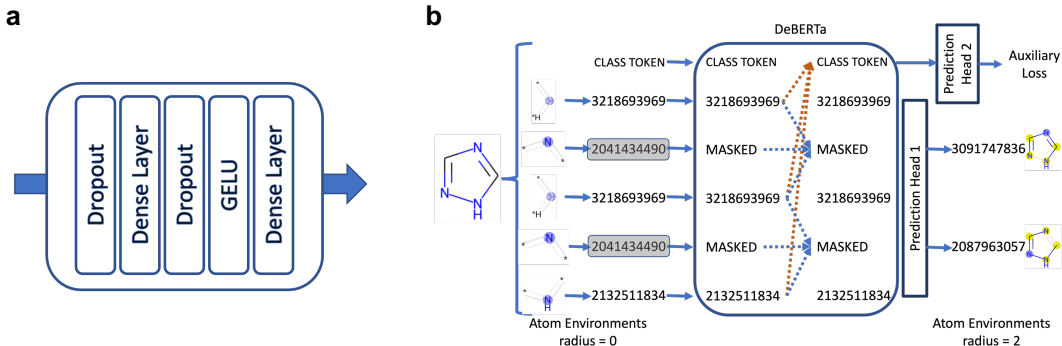 a
Dropout
Dense Layer
Dropout
GELU
Dense Layer
b
DeBERTa
CLASS TOKEN
CLASS TOKEN
CLASS TOKEN
Prediction
Head 2
Auxiliary
Loss
*
*H
3218693969
3218693969
3218693969
N
*
*
2041434490
MASKED
MASKED
3091747836
N
N
N
H
Prediction Head 1
*
*H
3218693969
3218693969
3218693969
N
*
*
2041434490
MASKED
MASKED
2087963057
*
*
N
H
2132511834
2132511834
2132511834
Atom Environments
radius = 0
Atom Environments
radius = 2